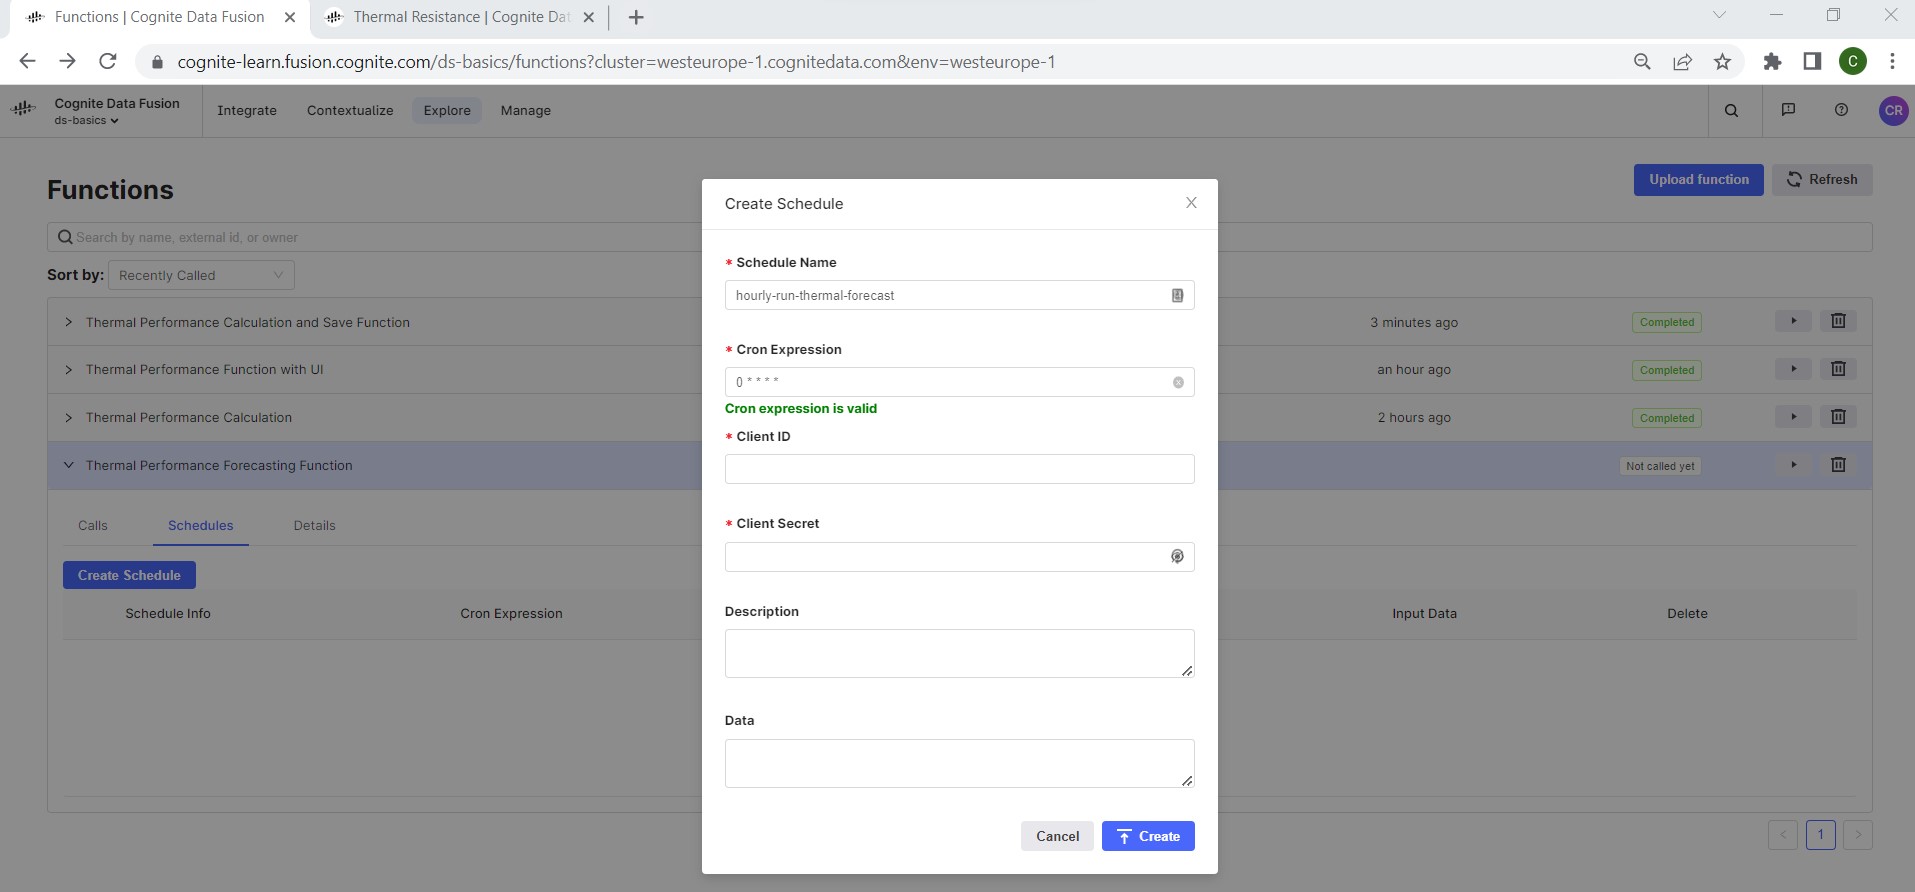 Functions | Cognite Data Fusion
Thermal Resistance | Cognite Dat
cognite-learn.fusion.cognite.com/ds-basics/functions?cluster=westeurope-1.cognitedata.com&env=westeurope-1
C
Cognite Data Fusion
ds-basics
Integrate
Contextualize
Explore
Manage
CR
Functions
Upload function
Refresh
Search by name, external id, or owner
Sort by:
Recently Called
Thermal Performance Calculation and Save Function
3 minutes ago
Completed
Thermal Performance Function with UI
an hour ago
Completed
Thermal Performance Calculation
2 hours ago
Completed
Thermal Performance Forecasting Function
Not called yet
Calls
Schedules
Details
Create Schedule
Schedule Info
Cron Expression
Input Data
Delete
< 1 >
Create Schedule
* Schedule Name
hourly-run-thermal-forecast
* Cron Expression
0 * * * *
Cron expression is valid
* Client ID
* Client Secret
Description
Data
Cancel
Create